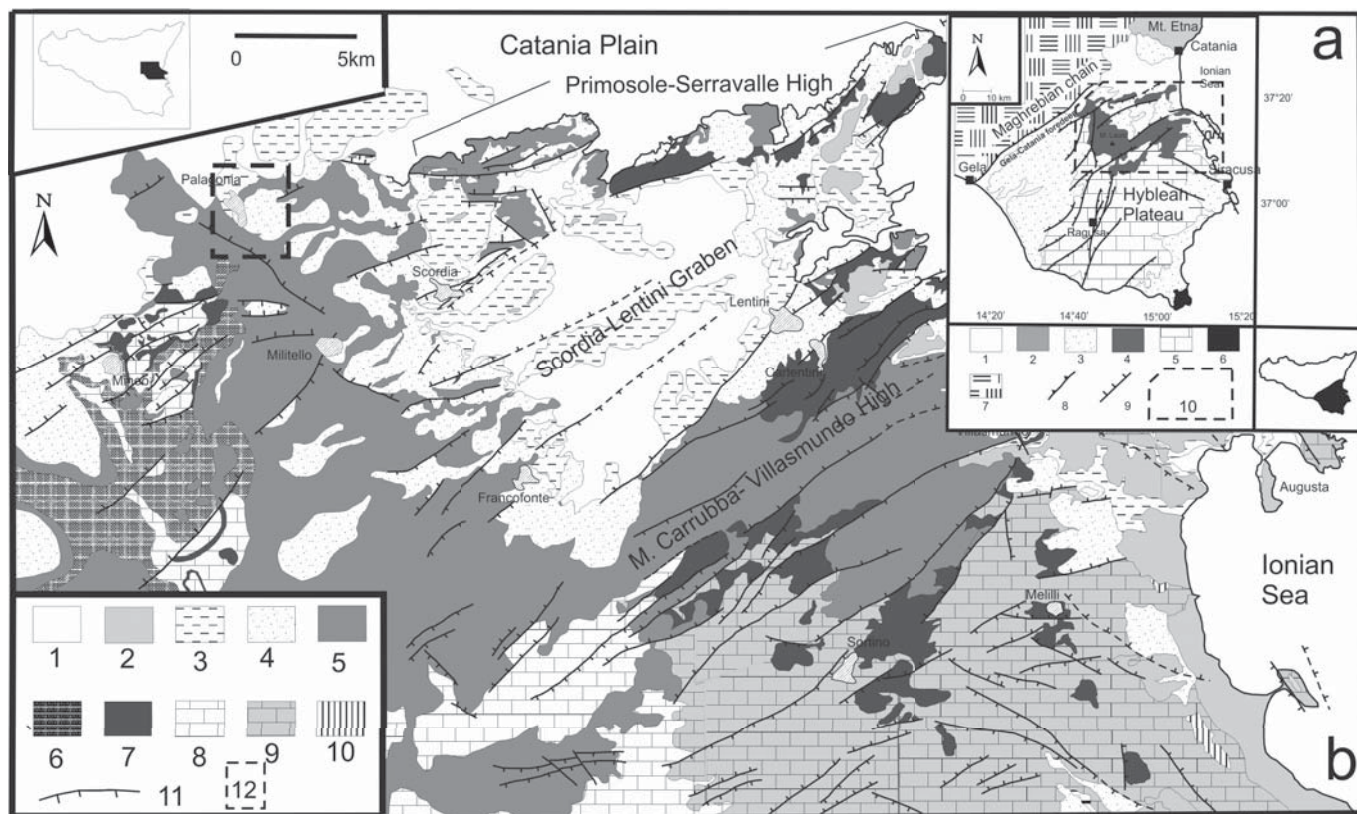 0
5km
Catania Plain
Primosole-Serravalle High
Palagonia
N
Scordia
Scordia-Lentini Graben
Lentini
Militello
Mineo
Carlentini
Francofonte
M. Carrubba- Villasmundo High
Villasmundo
Augusta
Ionian
Sea
Melilli
Sortino
b
1
2
3
4
5
6
7
8
9
10
11
12
a
N
0
10 km
Mt. Etna
Catania
Ionian
Sea
Maghrebian chain
Gela-Catania foredeep
Gela
Siracusa
Hyblean
Plateau
Ragusa
37°20'
37°00'
14°20'
14°40'
15°00'
15°20'
1
2
3
4
5
6
7
8
9
10